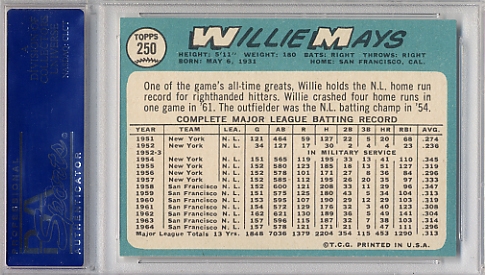 TOPPS
250
WILLIE MAYS
HEIGHT: 5'11" WEIGHT: 180 BATS: RIGHT THROWS: RIGHT
BORN: MAY 6, 1931 HOME: SAN FRANCISCO, CAL.
One of the game's all-time greats, Willie holds the N.L. home run
record for righthander hitters. Willie crashed four home runs in
one game in '61. The outfielder was the N.L. batting champ in '54.
COMPLETE MAJOR LEAGUE BATTING RECORD
YEAR TEAM LEA. G AB R H 2B 3B HR RBI AVG.
1951 New York N.L. 121 464 59 127 22 5 20 68 .274
1952 New York N.L. 34 127 17 30 2 4 4 23 .236
1952-3 IN MILITARY SERVICE
1954 New York N.L. 151 565 119 195 33 13 41 110 .345
1955 New York N.L. 152 580 123 185 18 13 51 127 .319
1956 New York N.L. 152 578 101 171 27 8 36 84 .296
1957 New York N.L. 152 585 112 195 26 20 35 97 .333
1958 San Francisco N.L. 152 600 121 208 33 11 29 96 .347
1959 San Francisco N.L. 151 575 125 180 43 5 34 104 .313
1960 San Francisco N.L. 153 595 107 190 29 12 29 103 .319
1961 San Francisco N.L. 154 572 129 176 32 3 40 123 .308
1962 San Francisco N.L. 162 621 130 189 36 5 49 141 .304
1963 San Francisco N.L. 157 596 115 187 32 7 38 103 .314
1964 San Francisco N.L.
Major League Totals 13 Yrs. 1848 7036 1379 2204 354 115 453 1290 .313
©T.C.G. PRINTED IN U.S.A.
PSA
PROFESSIONAL
AUTHENTICATOR